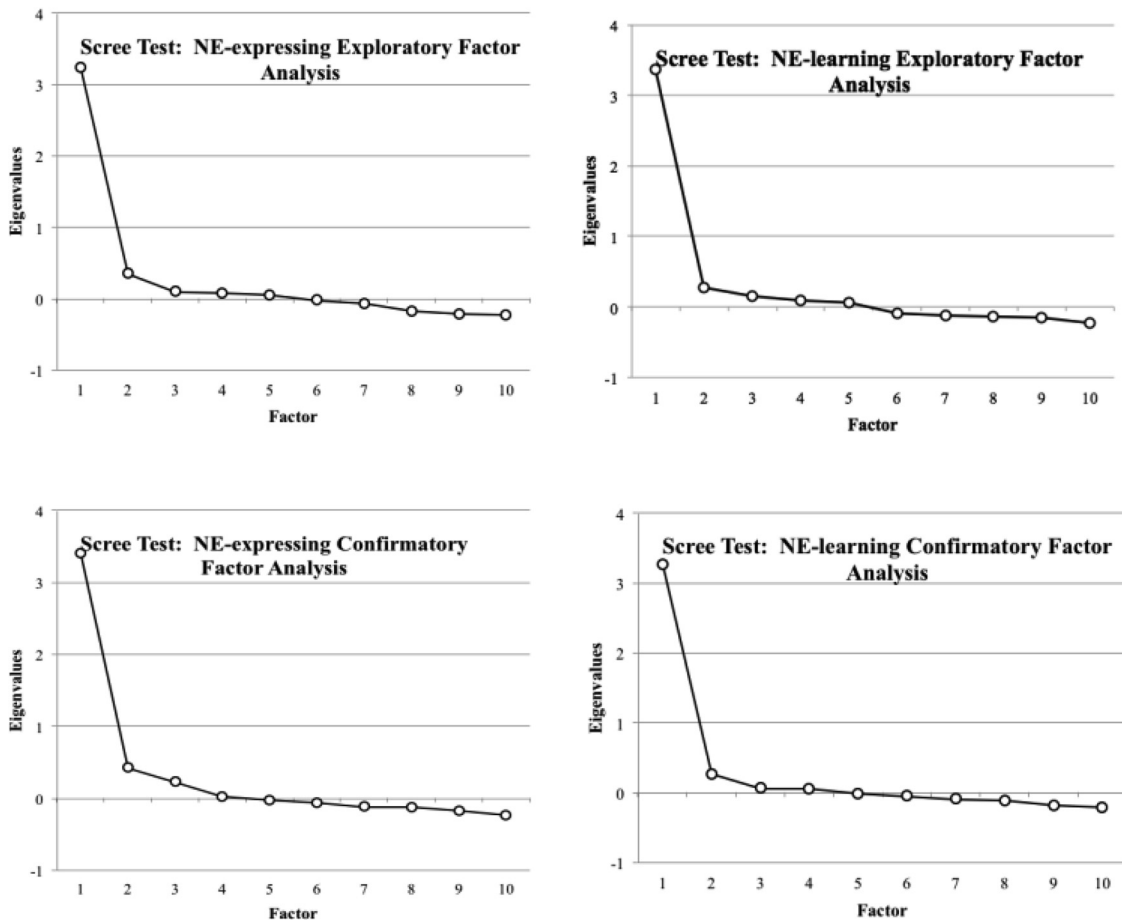 Scree Test:  NE-expressing Exploratory Factor
Analysis
Eigenvalues
4
3
2
1
0
-1
1 2 3 4 5 6 7 8 9 10
Factor
Scree Test:  NE-learning Exploratory Factor
Analysis
Eigenvalues
4
3
2
1
0
-1
1 2 3 4 5 6 7 8 9 10
Factor
Scree Test:  NE-expressing Confirmatory
Factor Analysis
Eigenvalues
4
3
2
1
0
-1
1 2 3 4 5 6 7 8 9 10
Factor
Scree Test:  NE-learning Confirmatory Factor
Analysis
Eigenvalues
4
3
2
1
0
-1
1 2 3 4 5 6 7 8 9 10
Factor